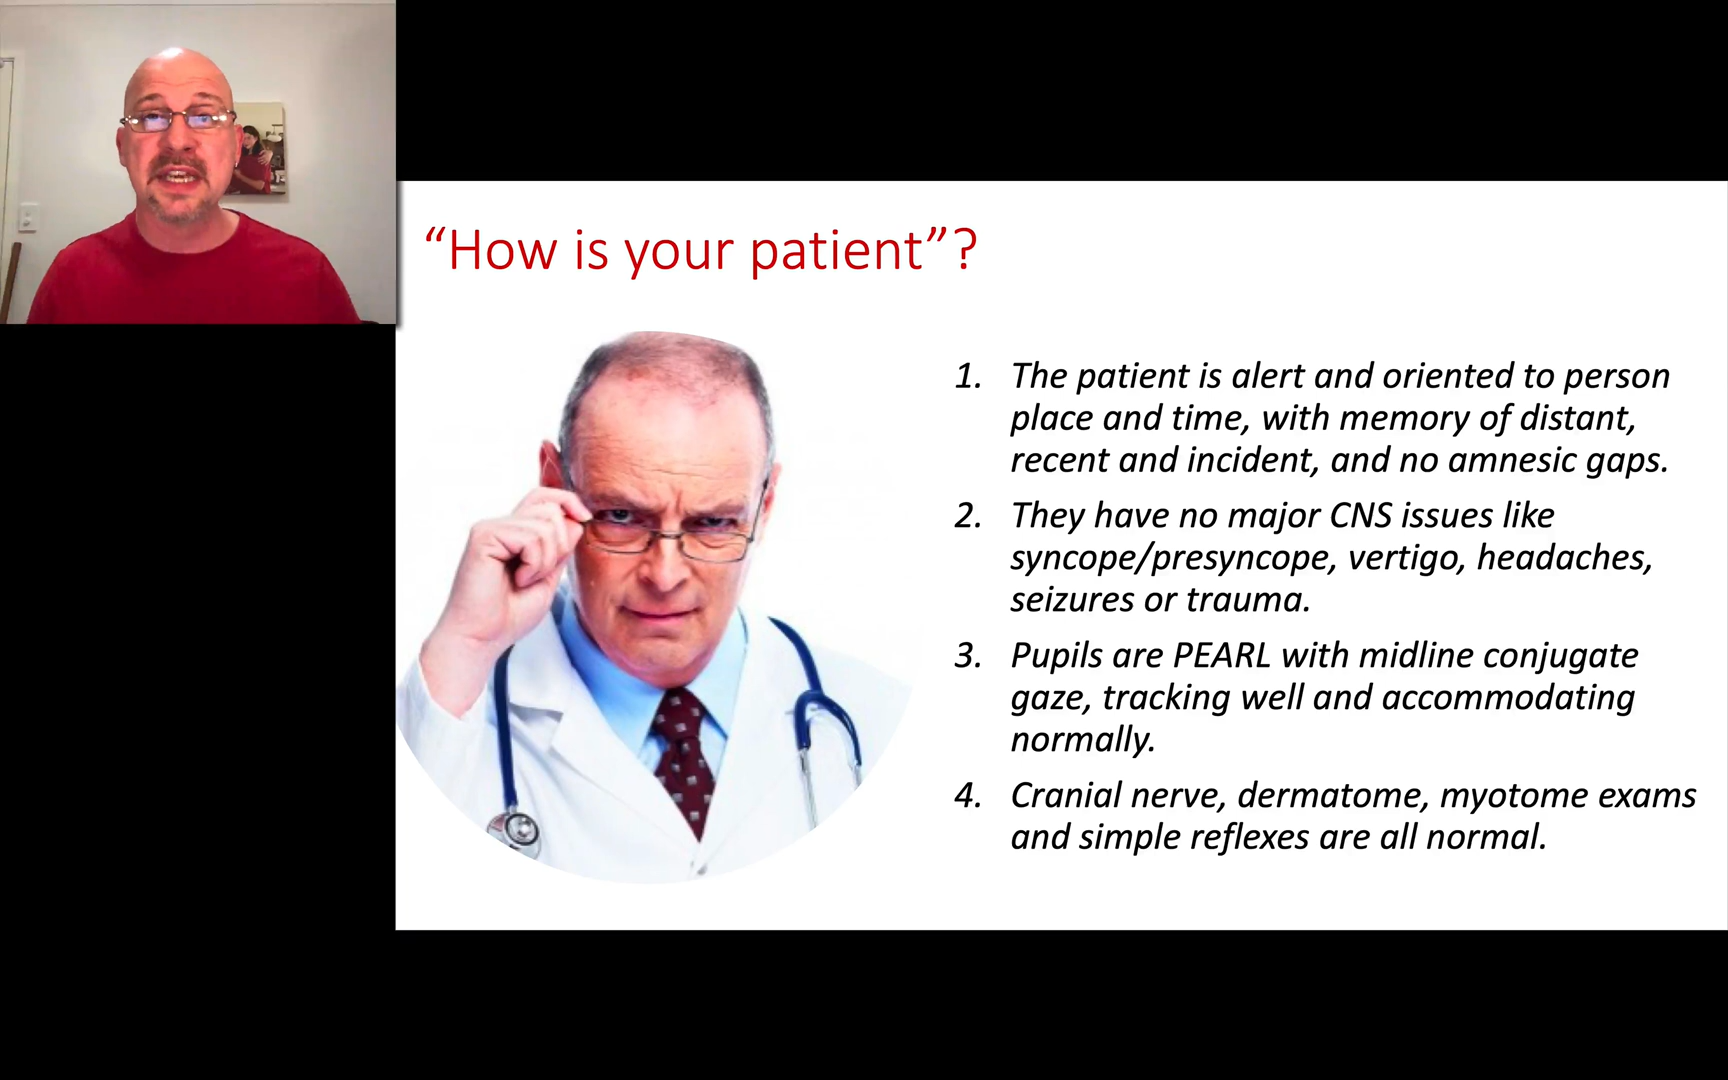 “How is your patient”?
1. The patient is alert and oriented to person
place and time, with memory of distant,
recent and incident, and no amnesic gaps.
2. They have no major CNS issues like
syncope/presyncope, vertigo, headaches,
seizures or trauma.
3. Pupils are PEARL with midline conjugate
gaze, tracking well and accommodating
normally.
4. Cranial nerve, dermatome, myotome exams
and simple reflexes are all normal.